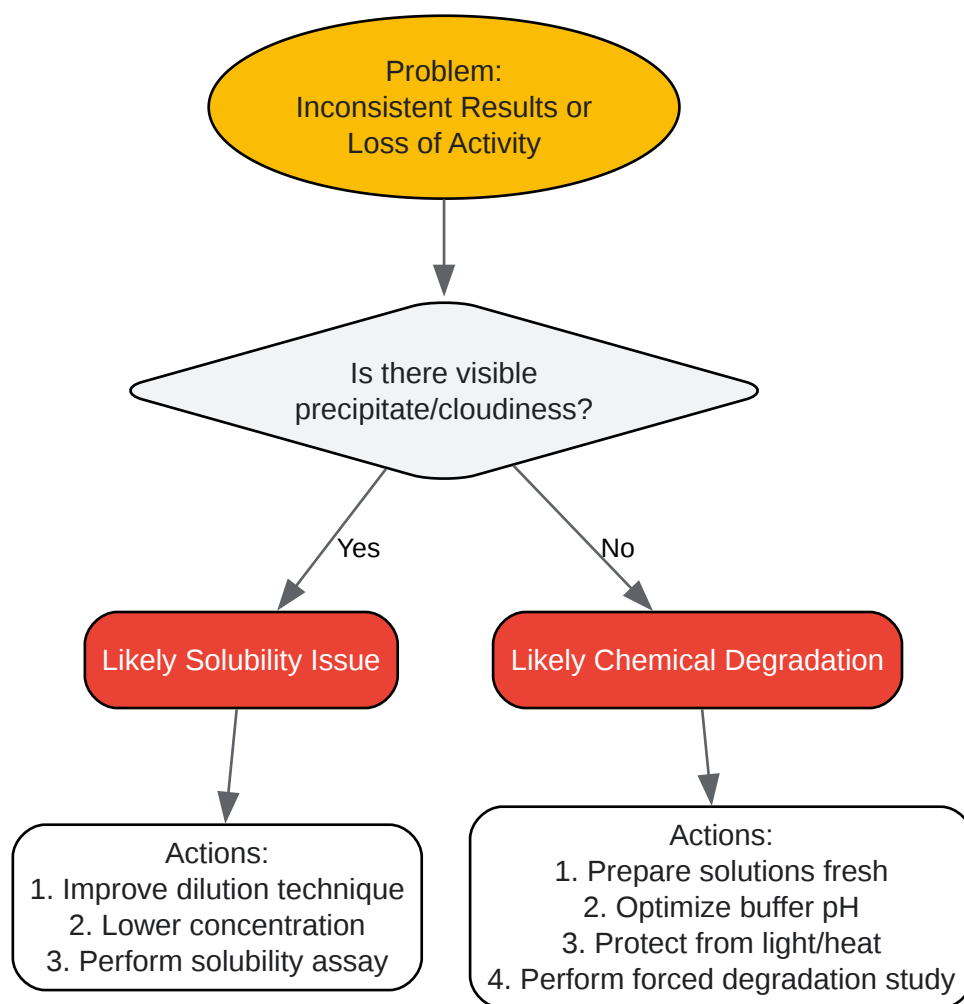 Problem:
Inconsistent Results or
Loss of Activity
Is there visible
precipitate/cloudiness?
Yes
No
Likely Solubility Issue
Likely Chemical Degradation
Actions:
1. Improve dilution technique
2. Lower concentration
3. Perform solubility assay
Actions:
1. Prepare solutions fresh
2. Optimize buffer pH
3. Protect from light/heat
4. Perform forced degradation study